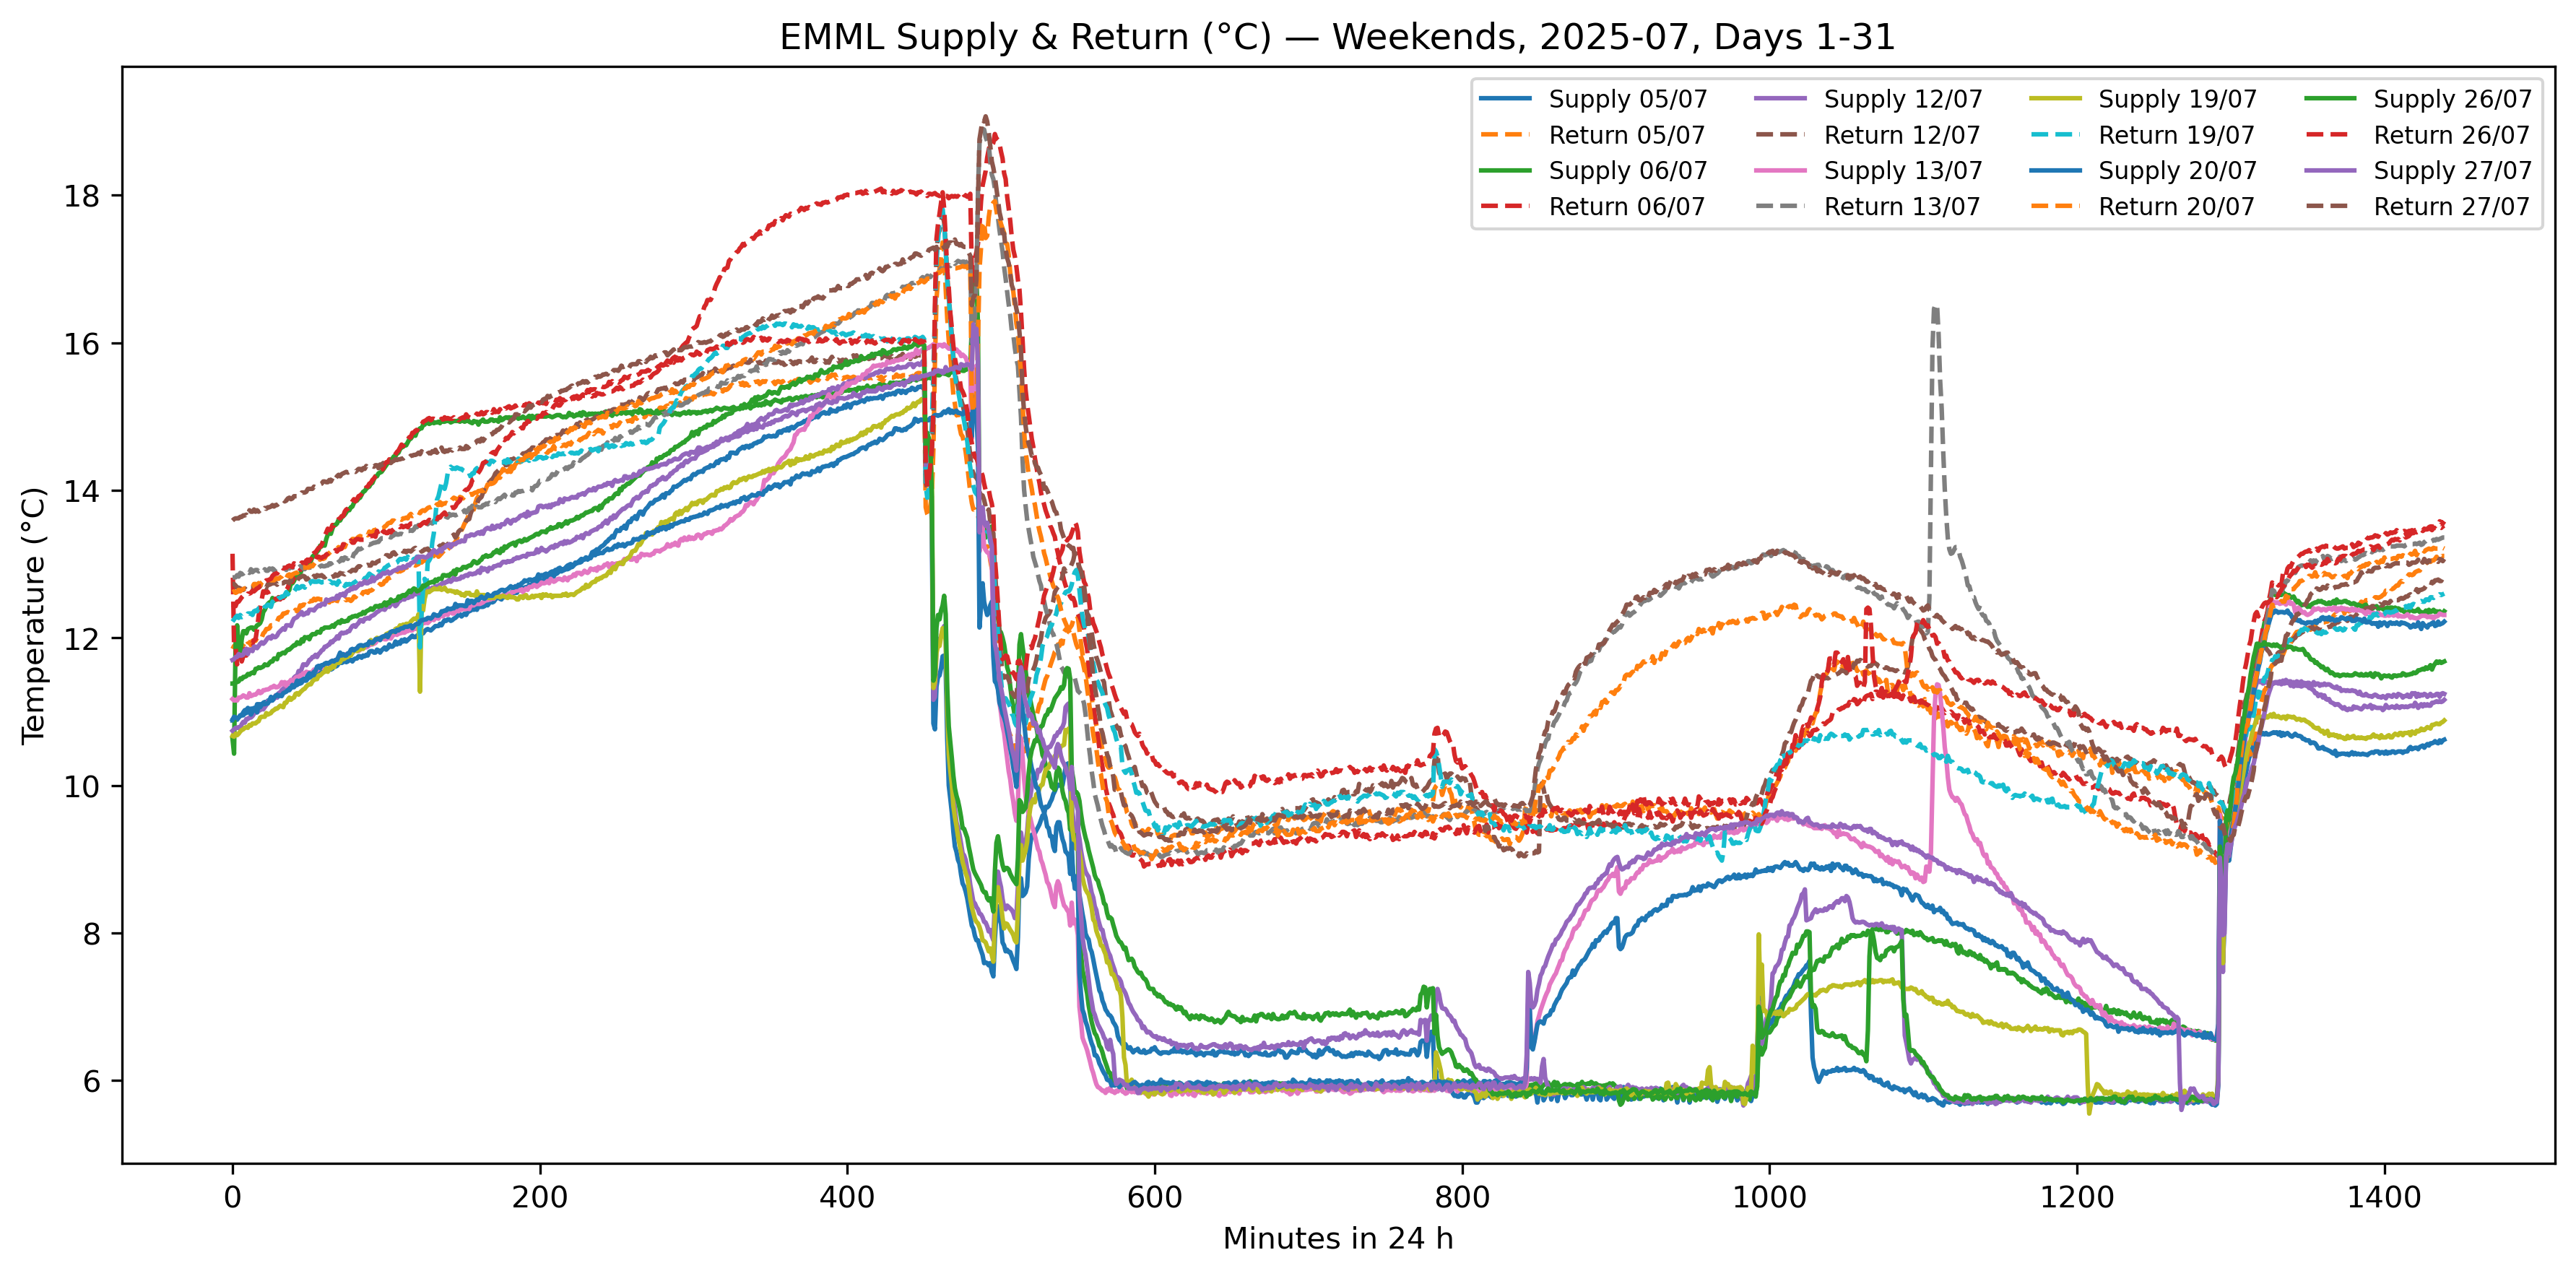 EMML Supply & Return (°C) — Weekends, 2025-07, Days 1-31
Supply 05/07
Return 05/07
Supply 06/07
Return 06/07
Supply 12/07
Return 12/07
Supply 13/07
Return 13/07
Supply 19/07
Return 19/07
Supply 20/07
Return 20/07
Supply 26/07
Return 26/07
Supply 27/07
Return 27/07
Temperature (°C)
18
16
14
12
10
8
6
0 200 400 600 800 1000 1200 1400
Minutes in 24 h